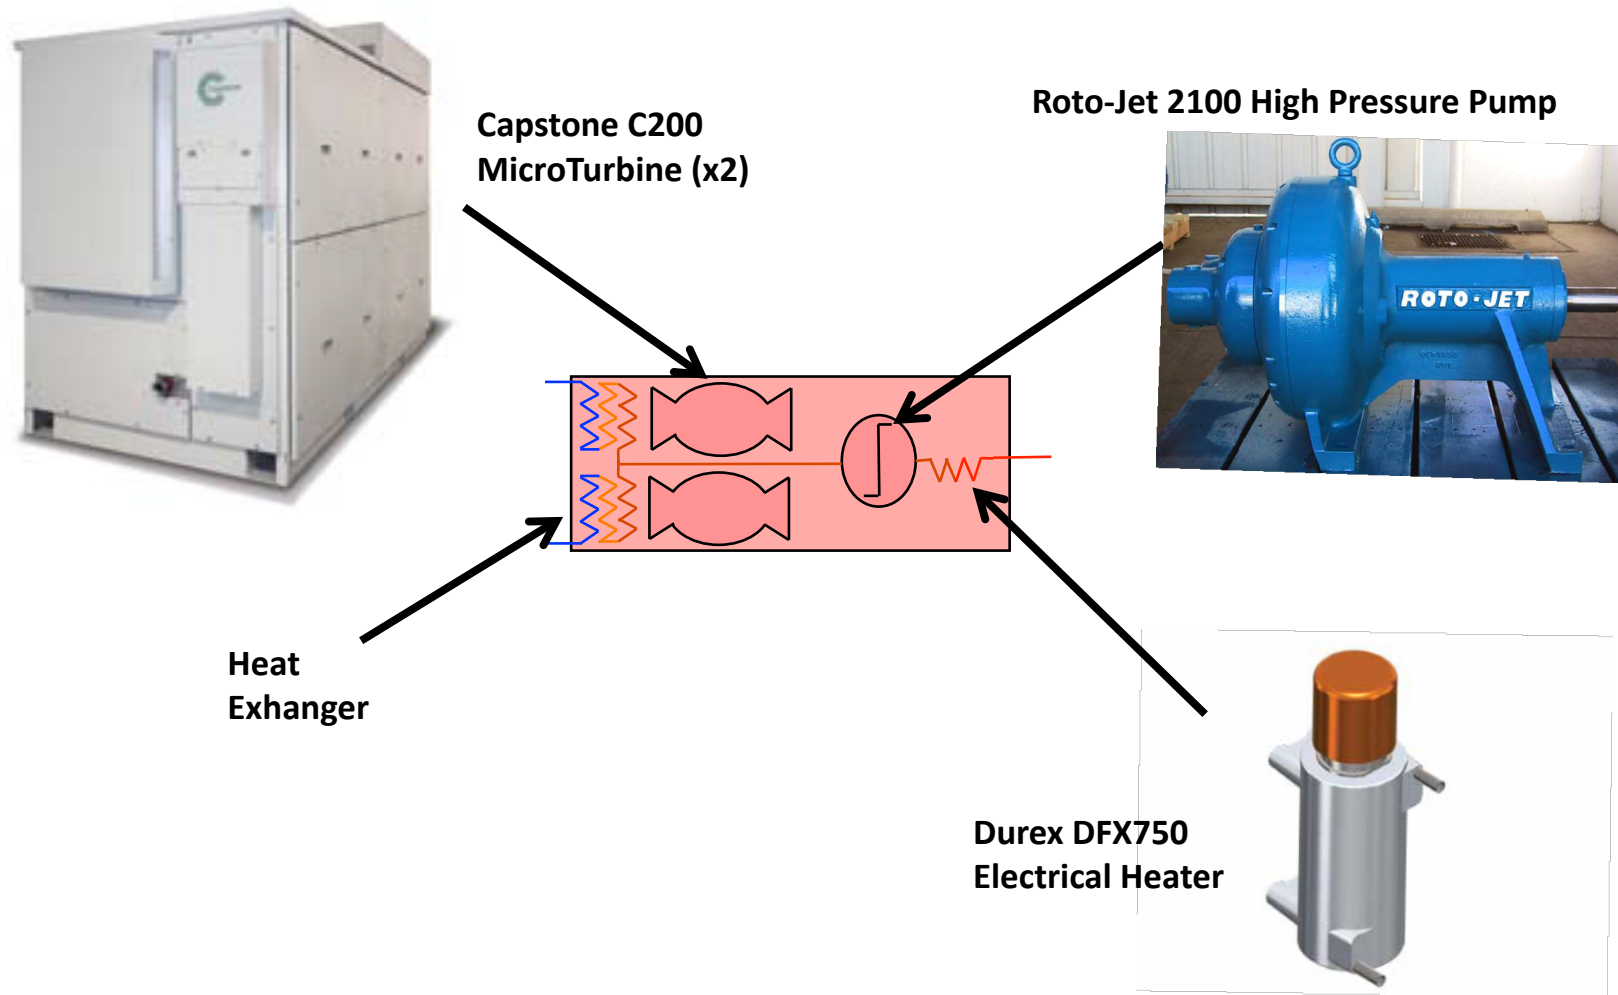 Capstone C200
MicroTurbine (x2)
Roto-Jet 2100 High Pressure Pump
ROTO-JET
Heat
Exhanger
Durex DFX750
Electrical Heater